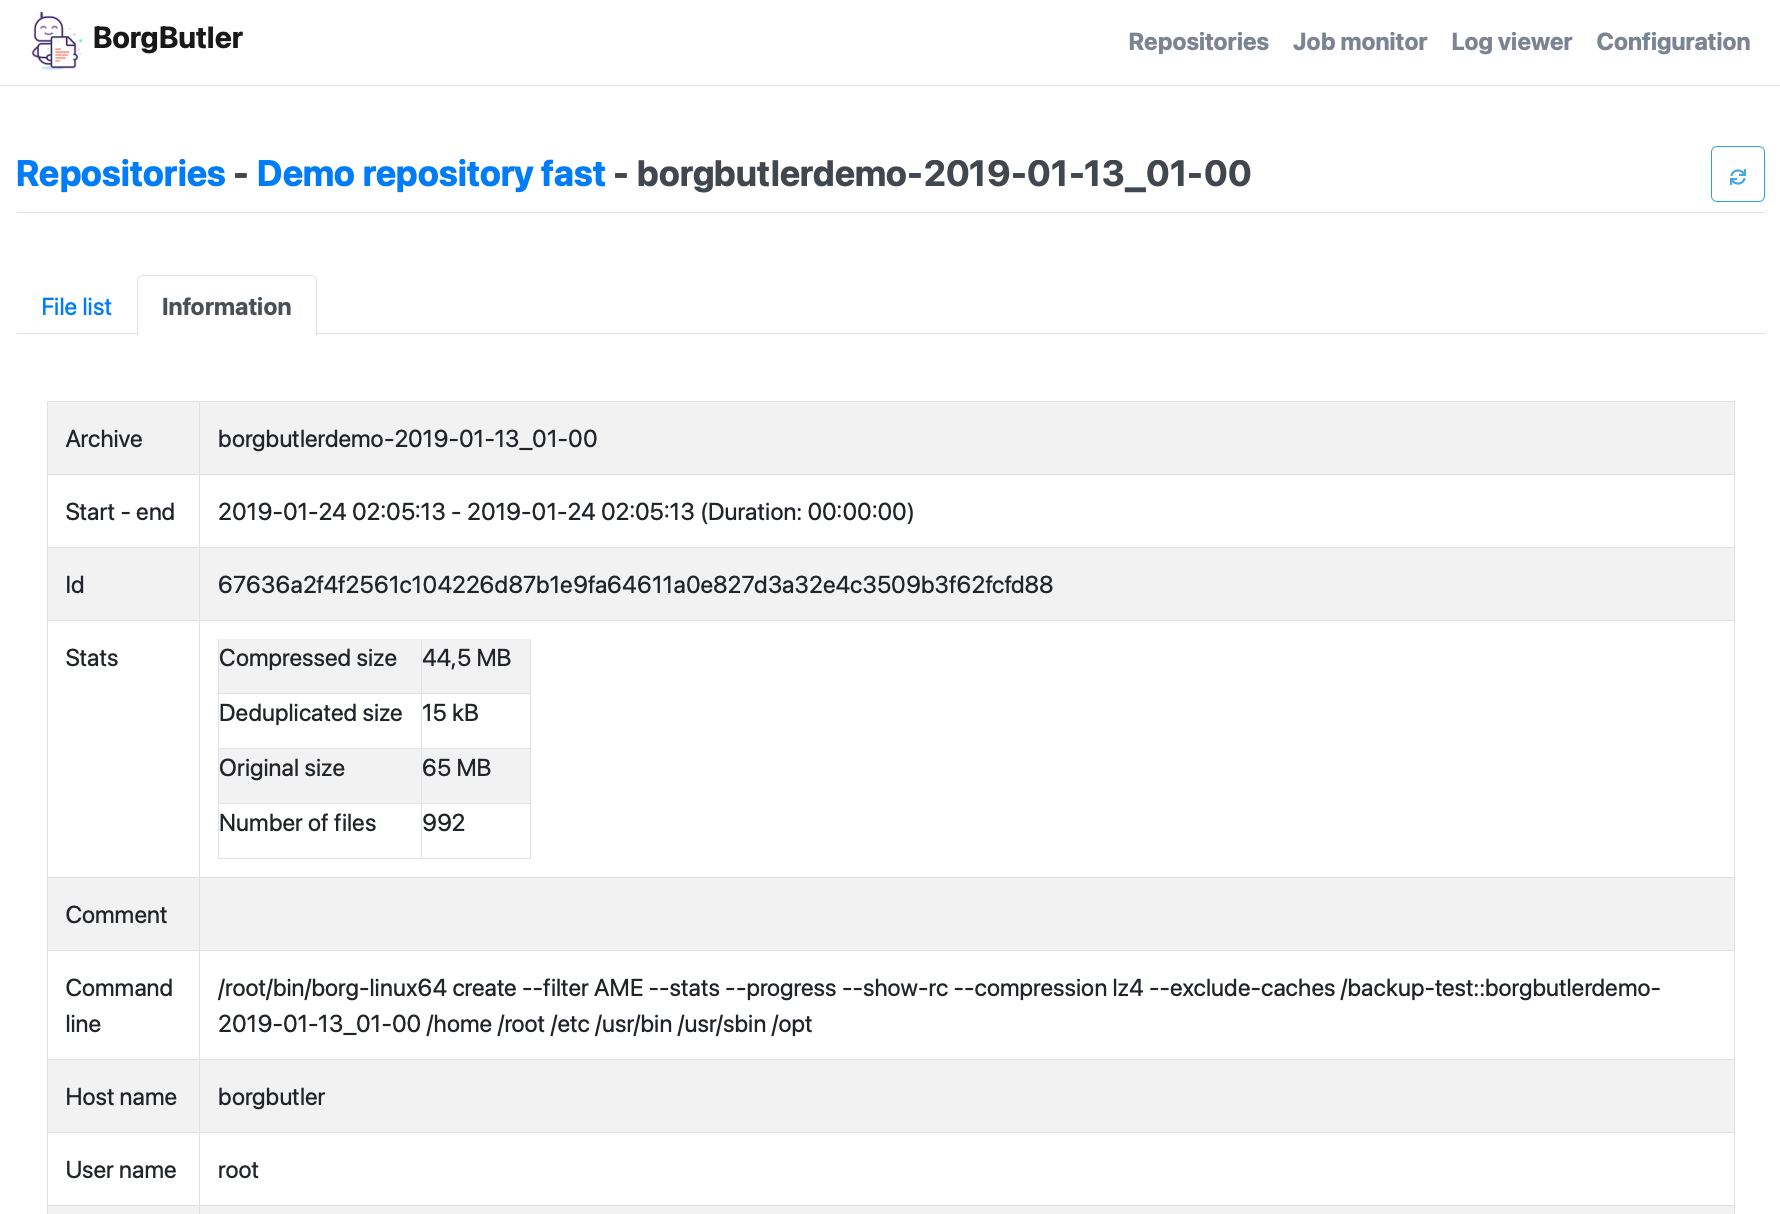 BorgButler
Repositories Job monitor Log viewer Configuration
Repositories - Demo repository fast - borgbutlerdemo-2019-01-13_01-00
File list Information
Archive borgbutlerdemo-2019-01-13_01-00
Start - end 2019-01-24 02:05:13 - 2019-01-24 02:05:13 (Duration: 00:00:00)
Id 67636a2f4f2561c104226d87b1e9fa64611a0e827d3a32e4c3509b3f62fcfd88
Stats Compressed size 44,5 MB
Deduplicated size 15 kB
Original size 65 MB
Number of files 992
Comment
Command /root/bin/borg-linux64 create --filter AME --stats --progress --show-rc --compression lz4 --exclude-caches /backup-test::borgbutlerdemo-
line 2019-01-13_01-00 /home /root /etc /usr/bin /usr/sbin /opt
Host name borgbutler
User name root